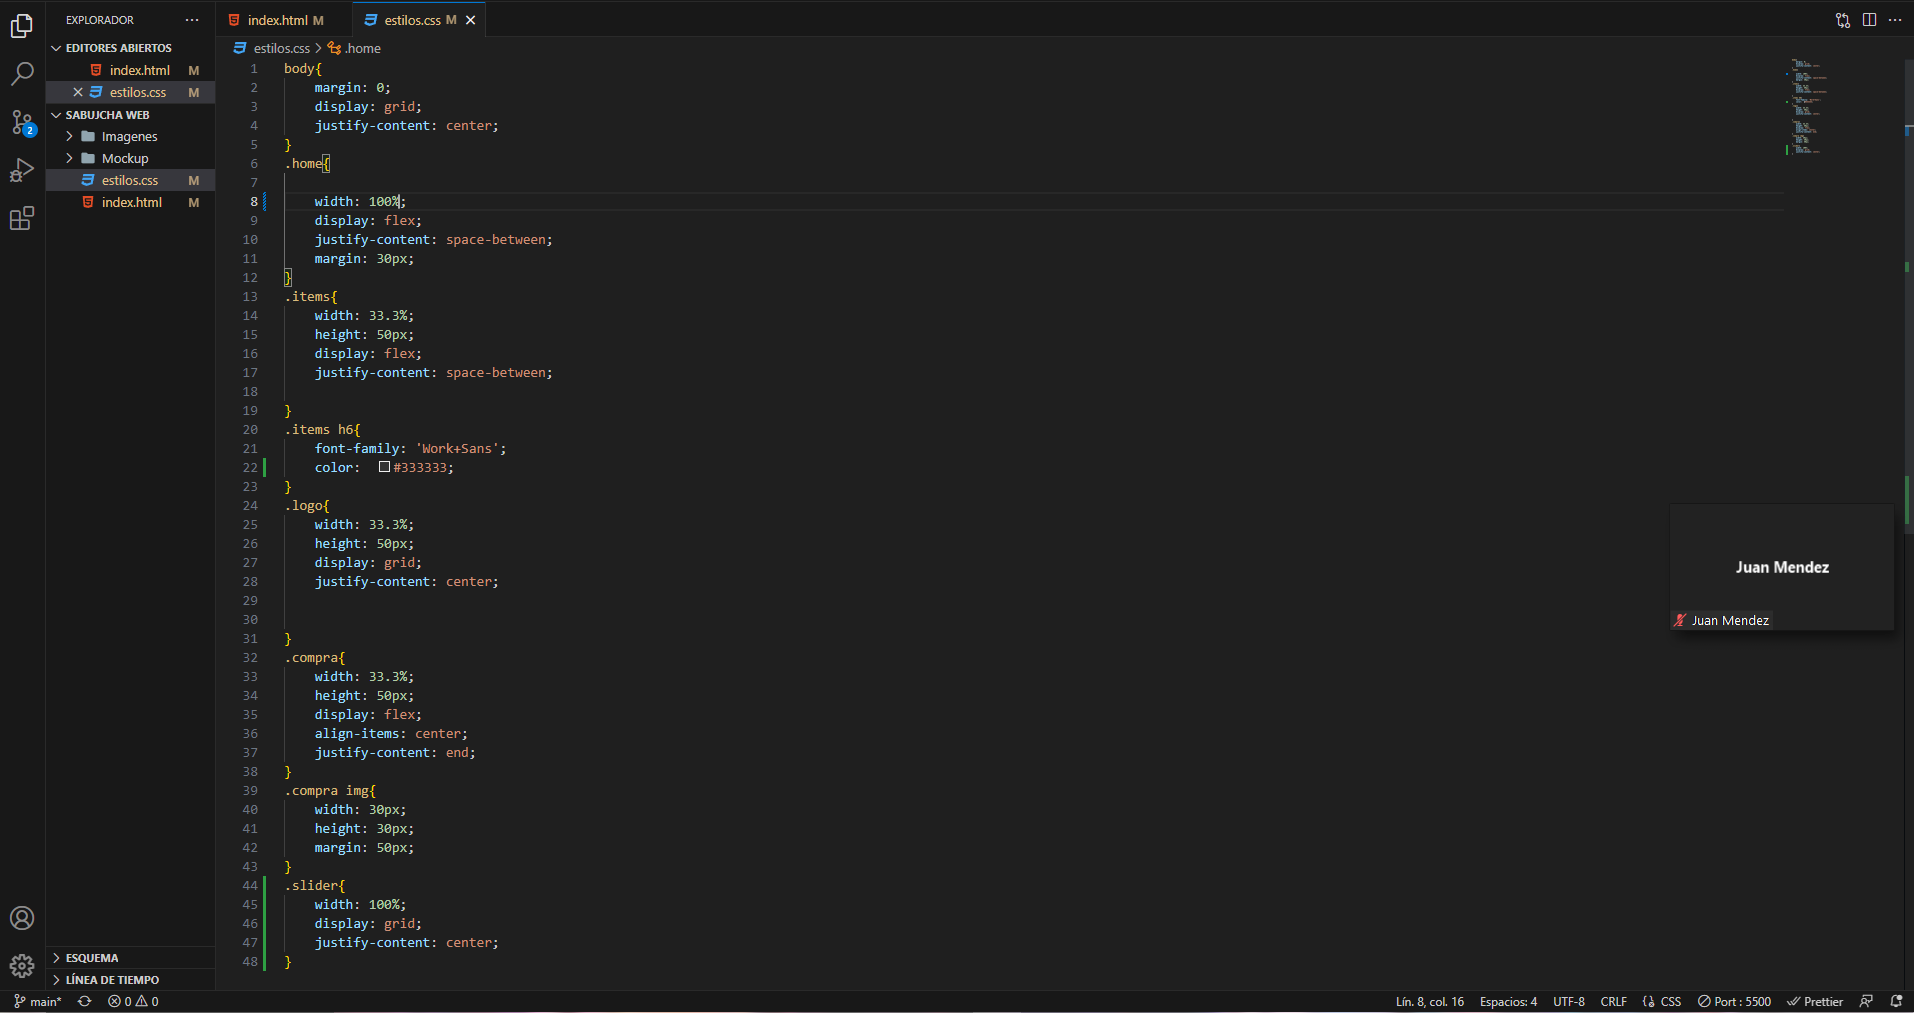 EXPLORADOR
EDITORES ABIERTOS
index.html M
estilos.css M
SABUJCHA WEB
Imagenes
Mockup
estilos.css M
index.html M
2
ESQUEMA
LÍNEA DE TIEMPO
index.html M
estilos.css M
estilos.css > .home
1 body{
2 margin: 0;
3 display: grid;
4 justify-content: center;
5 }
6 .home{
7
8 width: 100%;
9 display: flex;
10 justify-content: space-between;
11 margin: 30px;
12 }
13 .items{
14 width: 33.3%;
15 height: 50px;
16 display: flex;
17 justify-content: space-between;
18
19 }
20 .items h6{
21 font-family: 'Work+Sans';
22 color: #333333;
23 }
24 .logo{
25 width: 33.3%;
26 height: 50px;
27 display: grid;
28 justify-content: center;
29
30
31 }
32 .compra{
33 width: 33.3%;
34 height: 50px;
35 display: flex;
36 align-items: center;
37 justify-content: end;
38 }
39 .compra img{
40 width: 30px;
41 height: 30px;
42 margin: 50px;
43 }
44 .slider{
45 width: 100%;
46 display: grid;
47 justify-content: center;
48 }
Juan Mendez
Juan Mendez
main* 0 0 Lín. 8, col. 16 Espacios: 4 UTF-8 CRLF CSS Port : 5500 Prettier